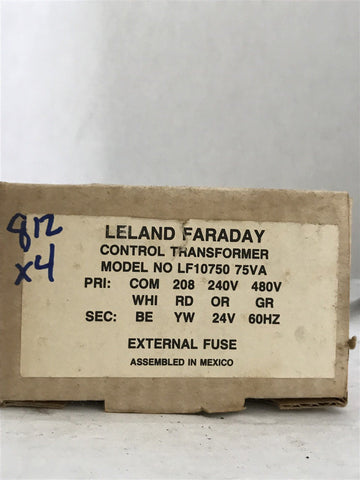 812
x4
LELAND FARADAY
CONTROL TRANSFORMER
MODEL NO LF10750 75VA
PRI: COM 208 240V 480V
WHI RD OR GR
SEC: BE YW 24V 60HZ
EXTERNAL FUSE
ASSEMBLED IN MEXICO